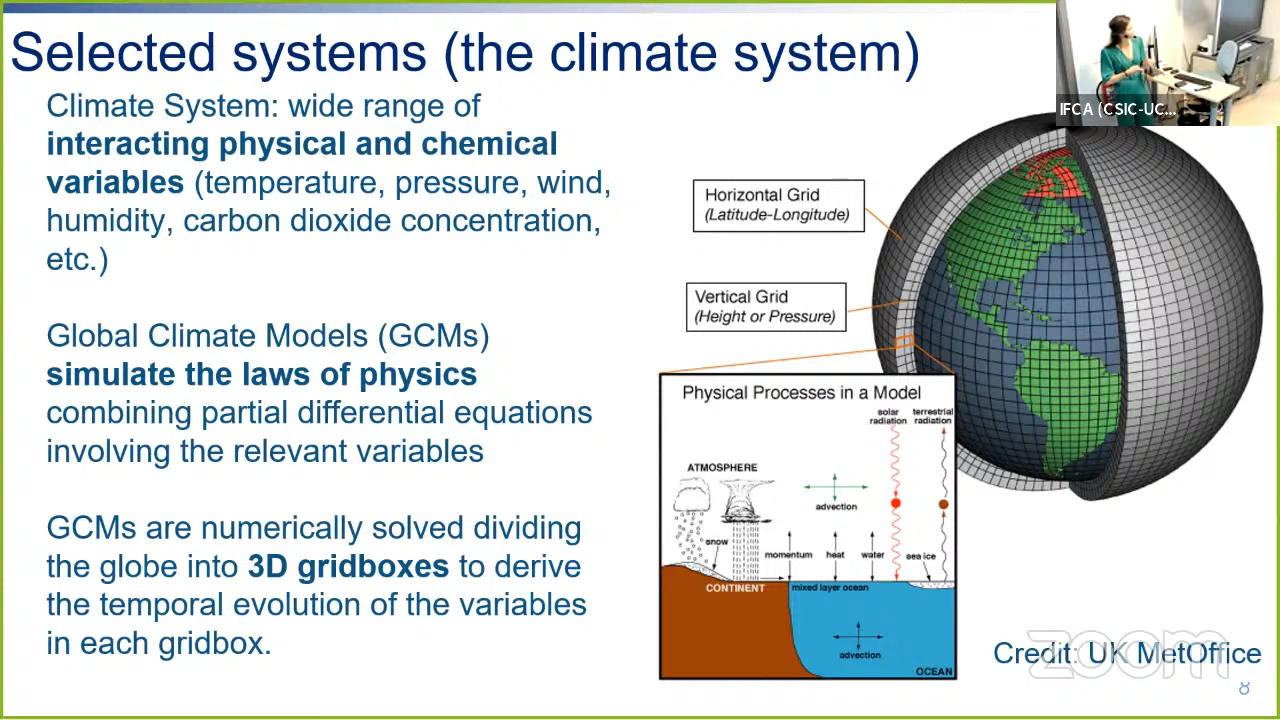 Selected systems (the climate system)
IFCA (CSIC-UC...
Climate System: wide range of
interacting physical and chemical
variables (temperature, pressure, wind,
humidity, carbon dioxide concentration,
etc.)
Global Climate Models (GCMs)
simulate the laws of physics
combining partial differential equations
involving the relevant variables
GCMs are numerically solved dividing
the globe into 3D gridboxes to derive
the temporal evolution of the variables
in each gridbox.
Horizontal Grid
(Latitude-Longitude)
Vertical Grid
(Height or Pressure)
Physical Processes in a Model
solar
radiation
terrestrial
radiation
ATMOSPHERE
advection
snow
momentum
heat
water
sea ice
CONTINENT
mixed layer ocean
advection
OCEAN
Credit: UK MetOffice
zoom
8